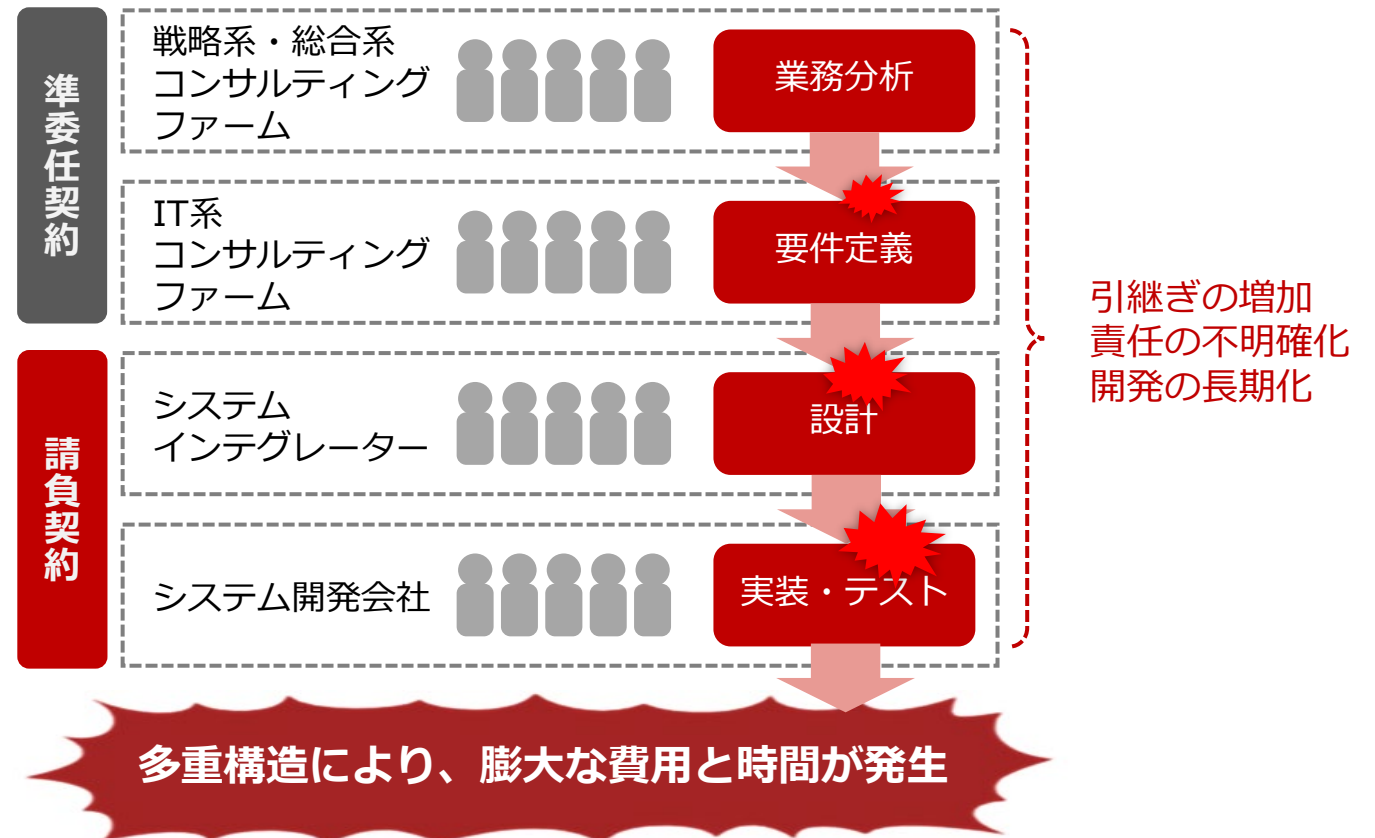 準委任契約
戦略系・総合系
コンサルティング
ファーム
業務分析
IT系
コンサルティング
ファーム
要件定義
請負契約
システム
インテグレーター
設計
システム開発会社
実装・テスト
引継ぎの増加
責任の不明確化
開発の長期化
多重構造により、膨大な費用と時間が発生